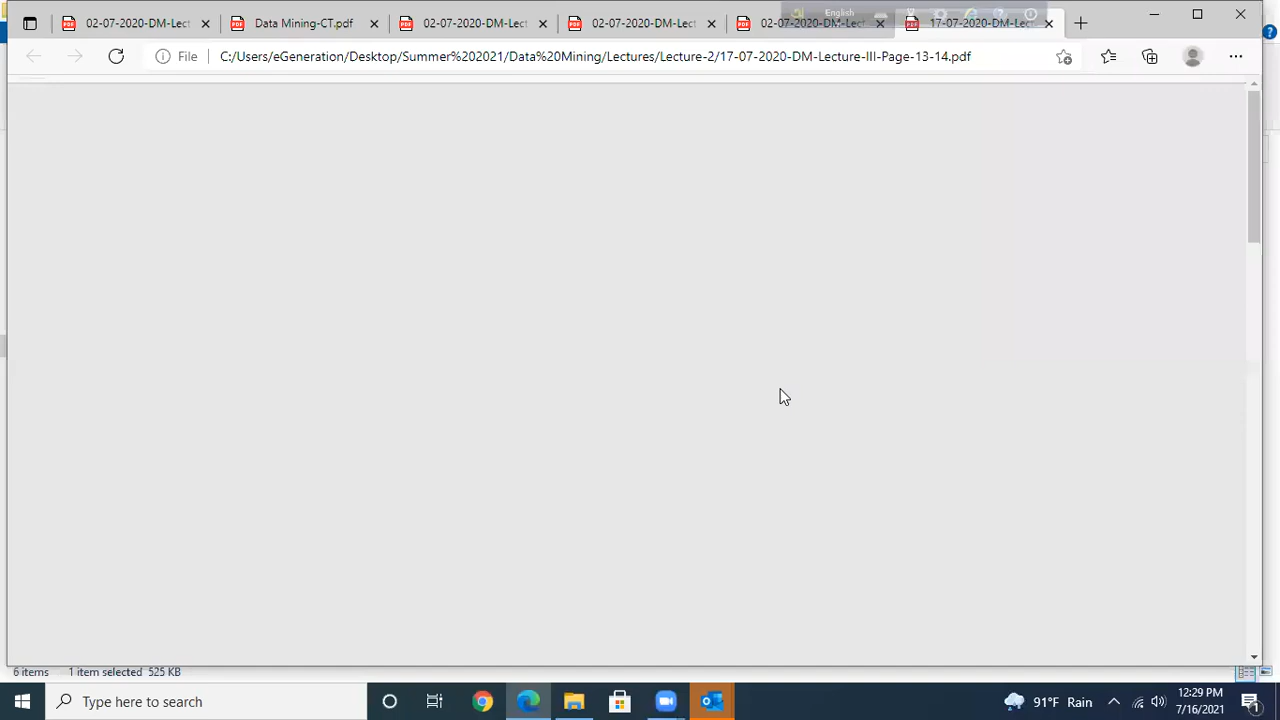 02-07-2020-DM-Lect
Data Mining-CT.pdf
02-07-2020-DM-Lect
02-07-2020-DM-Lect
02-07-2020-DM-Lect
17-07-2020-DM-Lec
English
File
C:/Users/eGeneration/Desktop/Summer%202021/Data%20Mining/Lectures/Lecture-2/17-07-2020-DM-Lecture-III-Page-13-14.pdf
6 items 1 item selected 525 KB
Type here to search
91°F Rain
12:29 PM
7/16/2021
1